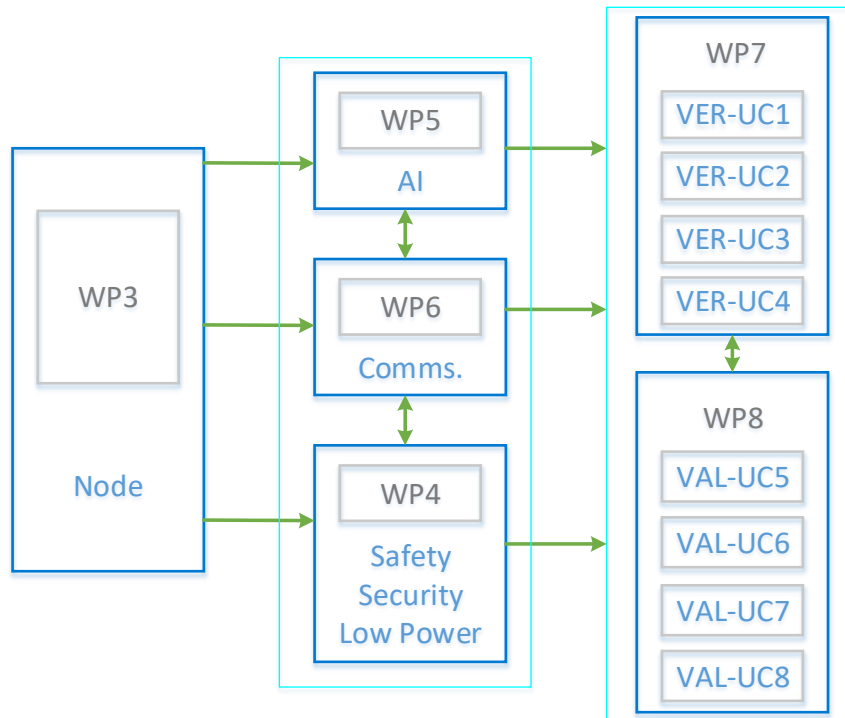 WP3
Node
WP5
AI
WP6
Comms.
WP4
Safety
Security
Low Power
WP7
VER-UC1
VER-UC2
VER-UC3
VER-UC4
WP8
VAL-UC5
VAL-UC6
VAL-UC7
VAL-UC8